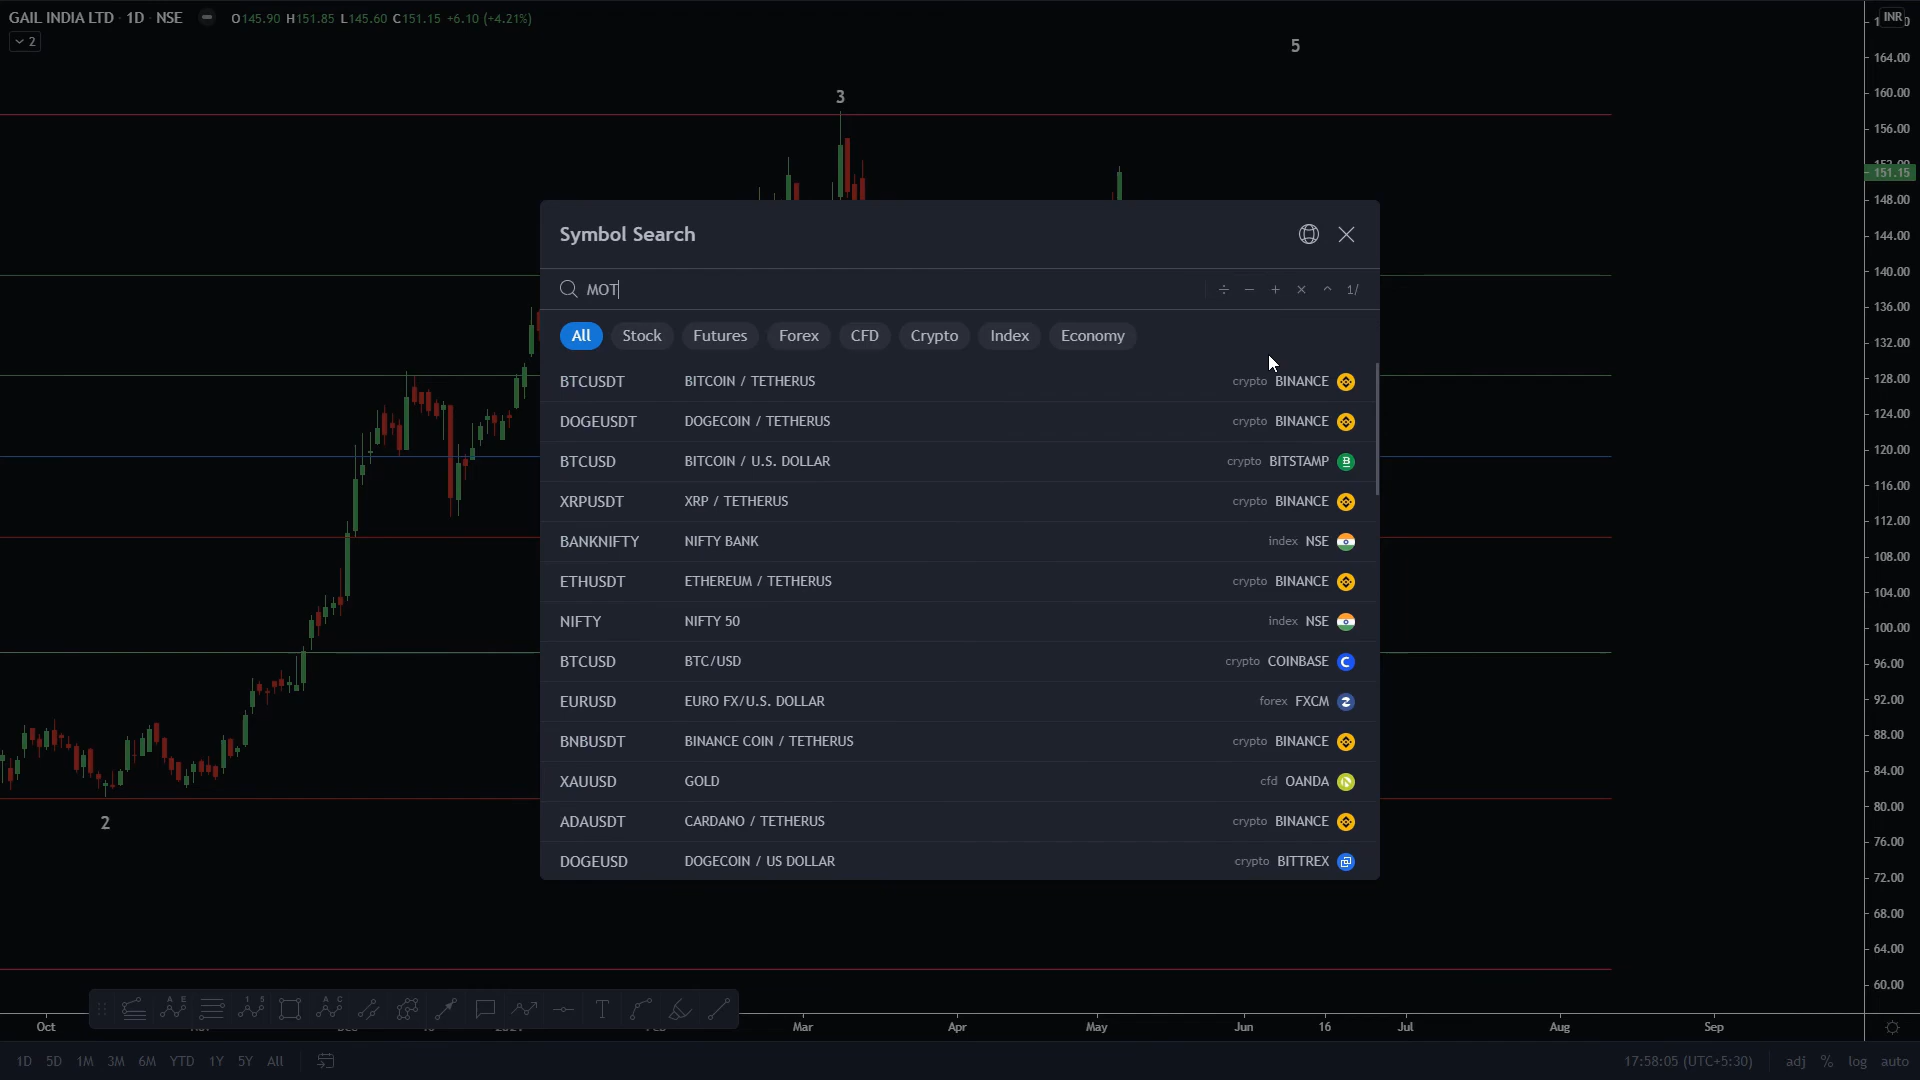 GAIL INDIA LTD · 1D · NSE O145.90 H151.85 L145.60 C151.15 +6.10 (+4.21%)
2
INR
5
164.00
3
160.00
156.00
152.00
151.15
148.00
144.00
140.00
136.00
132.00
128.00
124.00
120.00
116.00
112.00
108.00
104.00
100.00
96.00
92.00
88.00
84.00
80.00
76.00
72.00
68.00
64.00
60.00
Symbol Search
MOT
÷ − + × ^ 1/
All Stock Futures Forex CFD Crypto Index Economy
BTCUSDT BITCOIN / TETHERUS crypto BINANCE
DOGEUSDT DOGECOIN / TETHERUS crypto BINANCE
BTCUSD BITCOIN / U.S. DOLLAR crypto BITSTAMP
XRPUSDT XRP / TETHERUS crypto BINANCE
BANKNIFTY NIFTY BANK index NSE
ETHUSDT ETHEREUM / TETHERUS crypto BINANCE
NIFTY NIFTY 50 index NSE
BTCUSD BTC/USD crypto COINBASE
EURUSD EURO FX/U.S. DOLLAR forex FXCM
BNBUSDT BINANCE COIN / TETHERUS crypto BINANCE
XAUUSD GOLD cfd OANDA
ADAUSDT CARDANO / TETHERUS crypto BINANCE
DOGEUSD DOGECOIN / US DOLLAR crypto BITTREX
2
A E
1 5
A C
T
Oct Mar Apr May Jun 16 Jul Aug Sep
1D 5D 1M 3M 6M YTD 1Y 5Y All 17:58:05 (UTC+5:30) adj % log auto